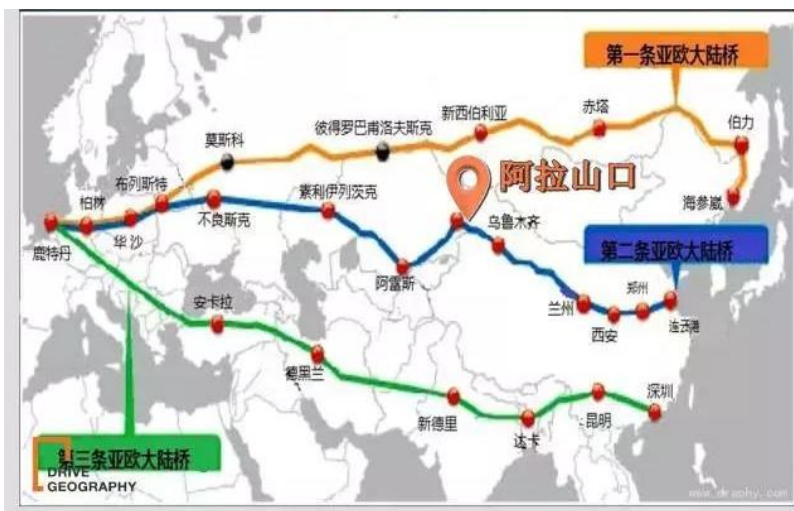 第一条亚欧大陆桥
新西伯利亚
赤塔
伯力
彼得罗巴甫洛夫斯克
莫斯科
阿拉山口
布列斯特
索利伊列茨克
海参崴
柏林
不良斯克
乌鲁木齐
华沙
鹿特丹
第二条亚欧大陆桥
阿雷斯
郑州
兰州
西安
连云港
安卡拉
德黑兰
深圳
新德里
昆明
达卡
第三条亚欧大陆桥
DRIVE
GEOGRAPHY